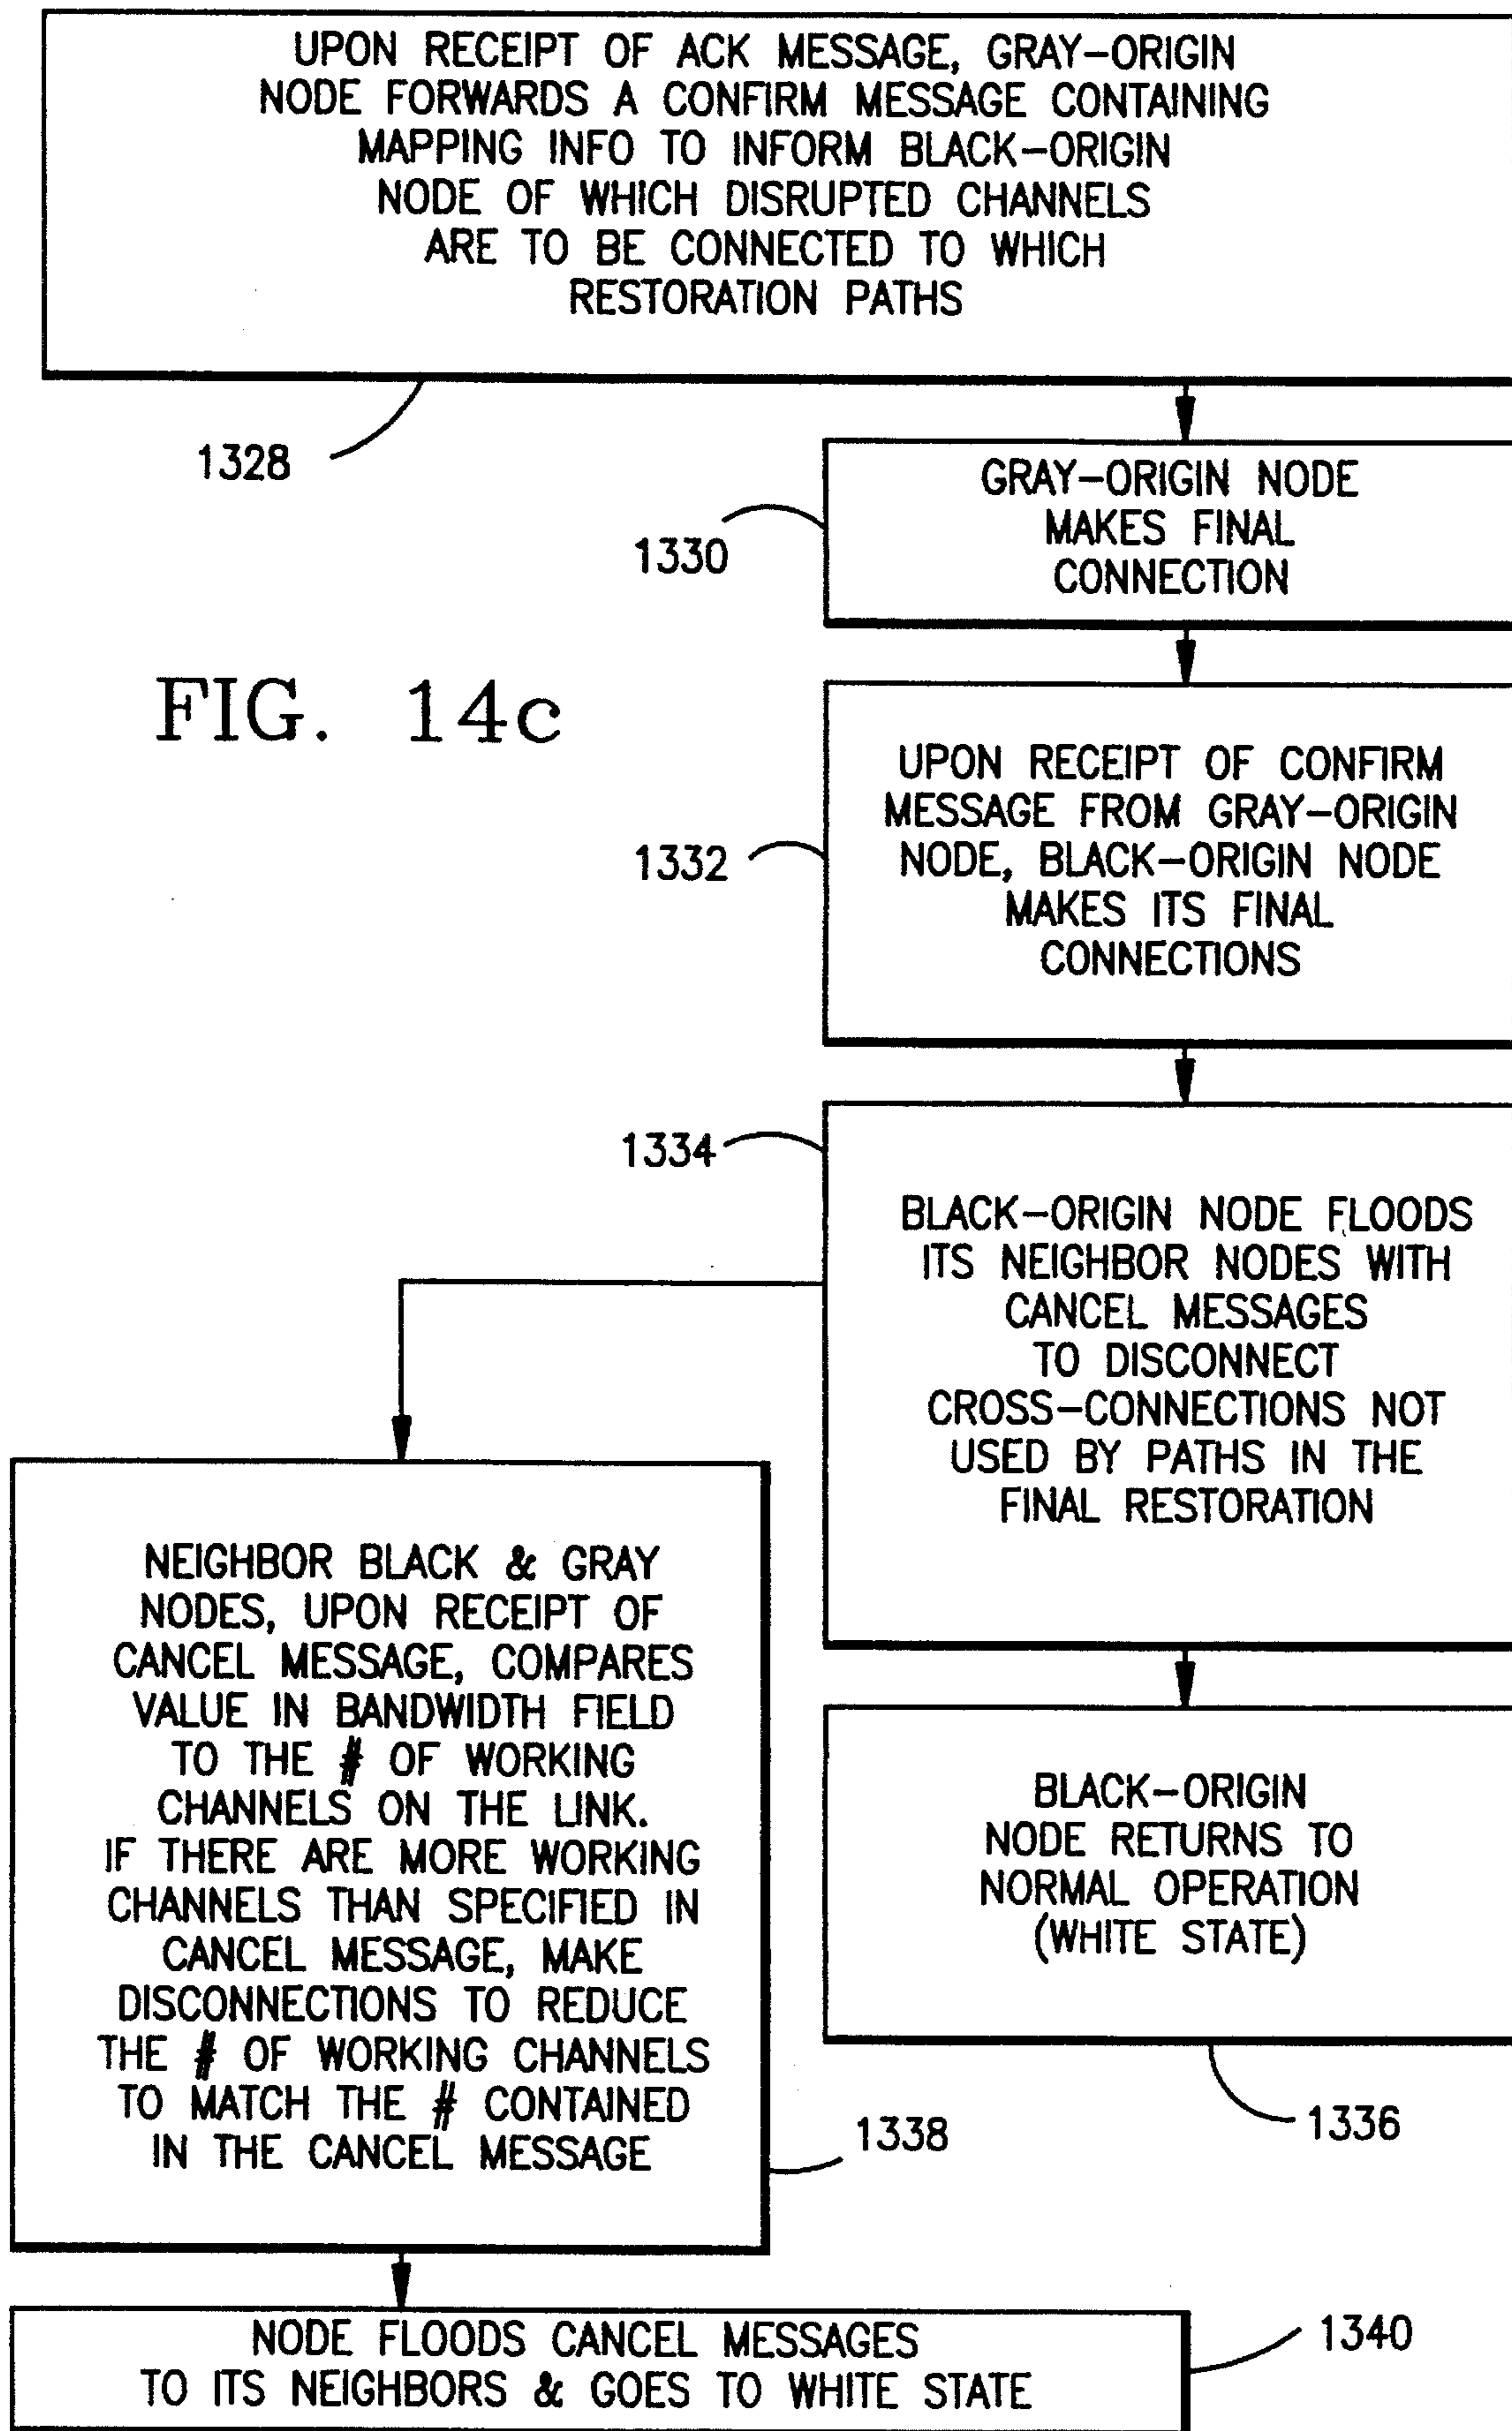 UPON RECEIPT OF ACK MESSAGE, GRAY-ORIGIN
NODE FORWARDS A CONFIRM MESSAGE CONTAINING
MAPPING INFO TO INFORM BLACK-ORIGIN
NODE OF WHICH DISRUPTED CHANNELS
ARE TO BE CONNECTED TO WHICH
RESTORATION PATHS
1328
GRAY-ORIGIN NODE
MAKES FINAL
CONNECTION
1330
FIG. 14c
UPON RECEIPT OF CONFIRM
MESSAGE FROM GRAY-ORIGIN
NODE, BLACK-ORIGIN NODE
MAKES ITS FINAL
CONNECTIONS
1332
1334
BLACK-ORIGIN NODE FLOODS
ITS NEIGHBOR NODES WITH
CANCEL MESSAGES
TO DISCONNECT
CROSS-CONNECTIONS NOT
USED BY PATHS IN THE
FINAL RESTORATION
NEIGHBOR BLACK & GRAY
NODES, UPON RECEIPT OF
CANCEL MESSAGE, COMPARES
VALUE IN BANDWIDTH FIELD
TO THE # OF WORKING
CHANNELS ON THE LINK.
IF THERE ARE MORE WORKING
CHANNELS THAN SPECIFIED IN
CANCEL MESSAGE, MAKE
DISCONNECTIONS TO REDUCE
THE # OF WORKING CHANNELS
TO MATCH THE # CONTAINED
IN THE CANCEL MESSAGE
1338
BLACK-ORIGIN
NODE RETURNS TO
NORMAL OPERATION
(WHITE STATE)
1336
NODE FLOODS CANCEL MESSAGES
TO ITS NEIGHBORS & GOES TO WHITE STATE
1340